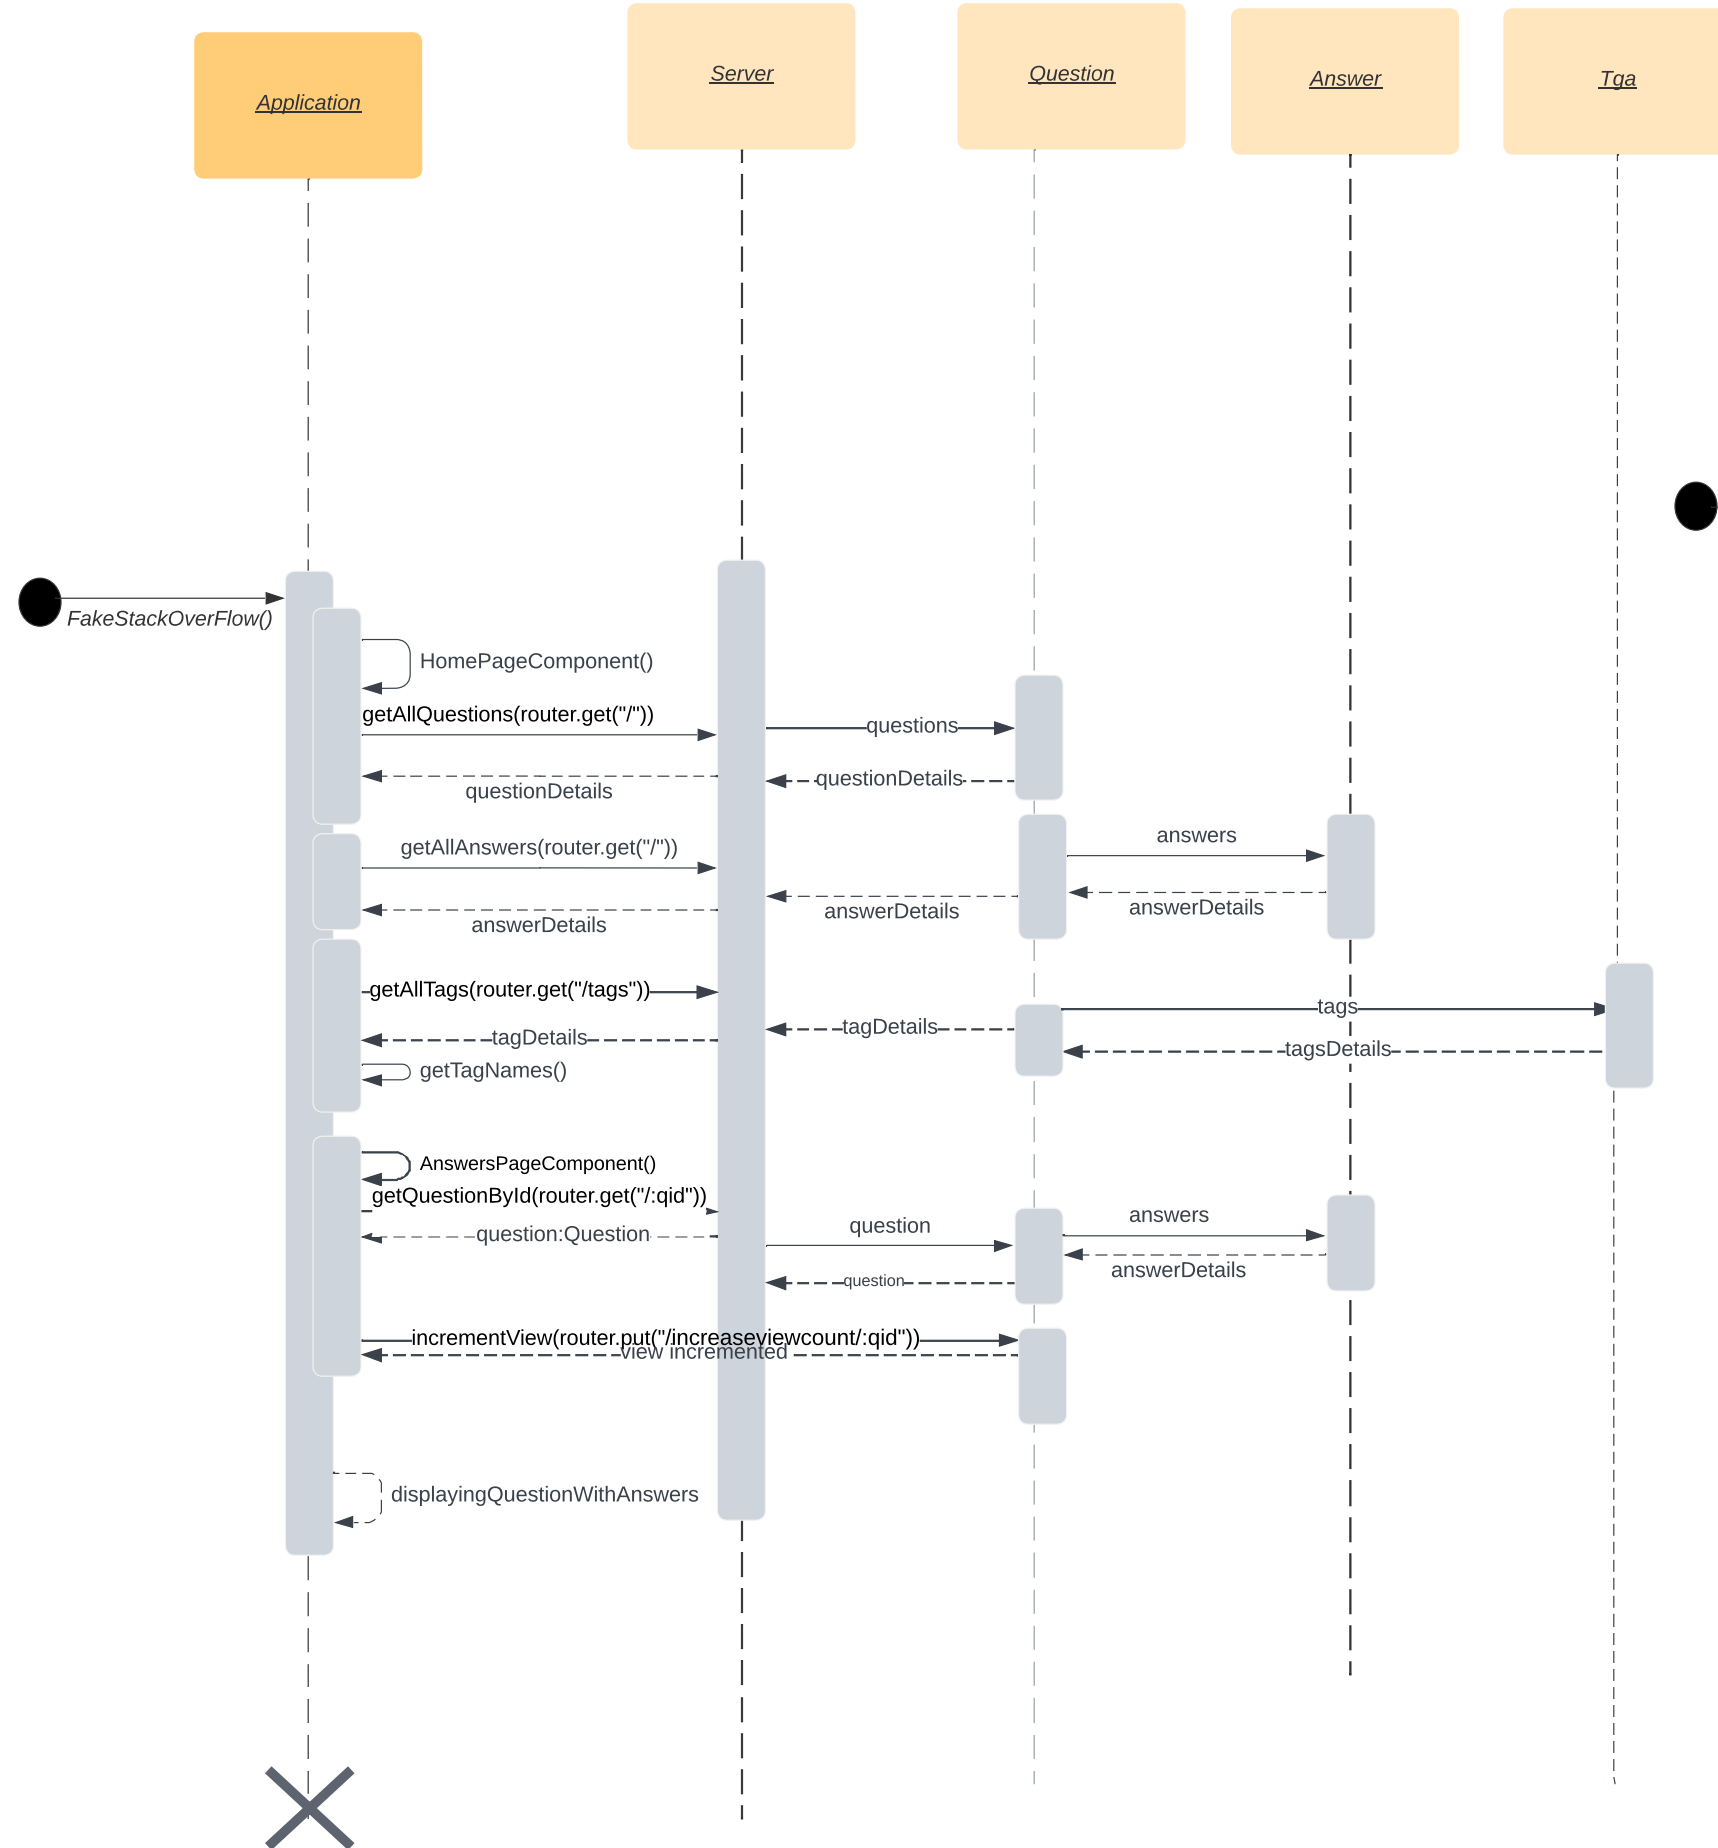 Application
Server
Question
Answer
Tga
FakeStackOverFlow()
HomePageComponent()
getAllQuestions(router.get("/"))
questions
questionDetails
questionDetails
getAllAnswers(router.get("/"))
answers
answerDetails
answerDetails
answerDetails
getAllTags(router.get("/tags"))
tags
tagDetails
tagDetails
tagsDetails
getTagNames()
AnswersPageComponent()
getQuestionById(router.get("/:qid"))
question:Question
question
answers
answerDetails
question
incrementView(router.put("/increaseviewcount/:qid"))
view incremented
displayingQuestionWithAnswers